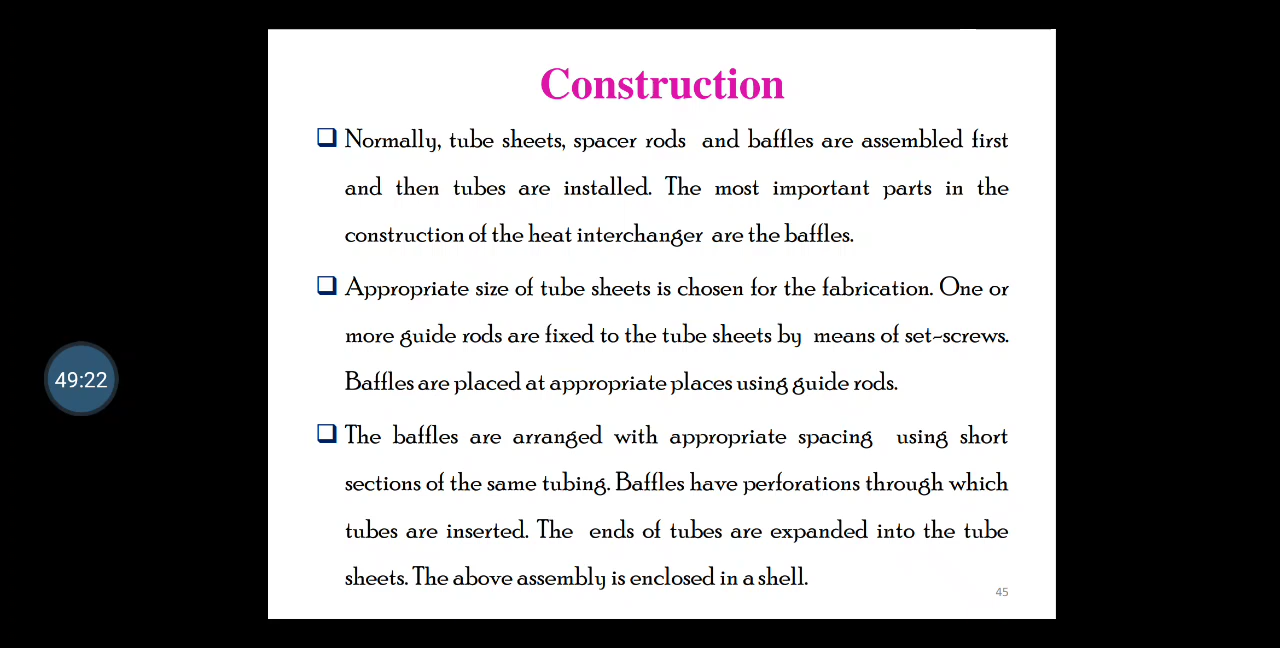 Construction
Normally, tube sheets, spacer rods and baffles are assembled first
and then tubes are installed. The most important parts in the
construction of the heat interchanger are the baffles.
Appropriate size of tube sheets is chosen for the fabrication. One or
more guide rods are fixed to the tube sheets by means of set-screws.
Baffles are placed at appropriate places using guide rods.
49:22
The baffles are arranged with appropriate spacing using short
sections of the same tubing. Baffles have perforations through which
tubes are inserted. The ends of tubes are expanded into the tube
sheets. The above assembly is enclosed in a shell.
45